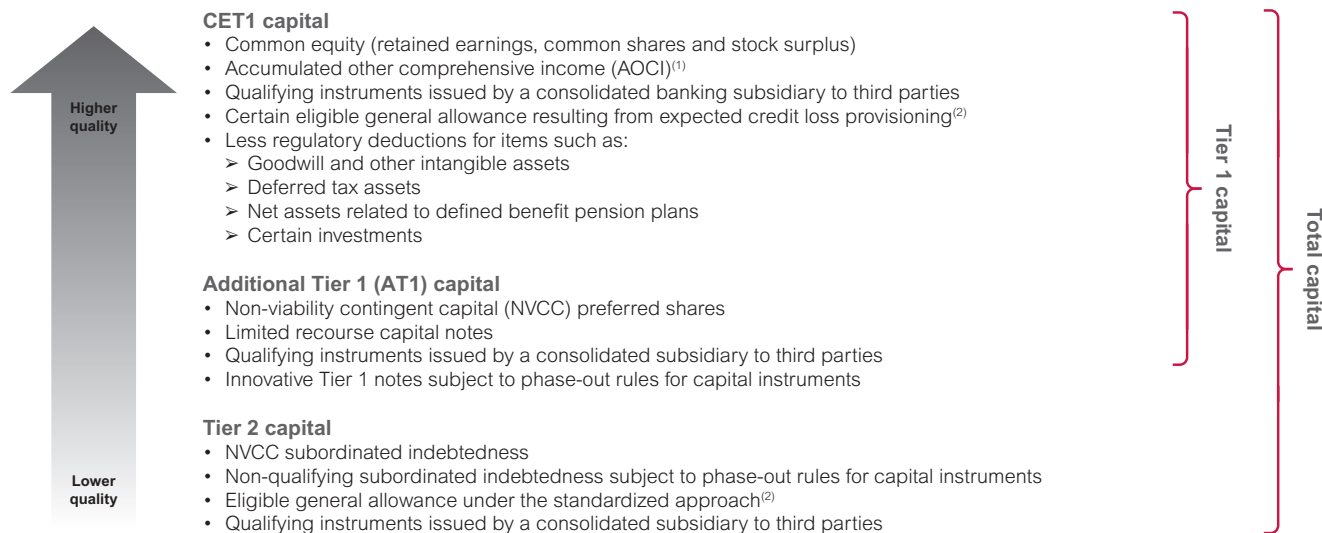 CET1 capital
• Common equity (retained earnings, common shares and stock surplus)
• Accumulated other comprehensive income (AOCI)(1)
• Qualifying instruments issued by a consolidated banking subsidiary to third parties
• Certain eligible general allowance resulting from expected credit loss provisioning(2)
• Less regulatory deductions for items such as:
➢ Goodwill and other intangible assets
➢ Deferred tax assets
➢ Net assets related to defined benefit pension plans
➢ Certain investments
Additional Tier 1 (AT1) capital
• Non-viability contingent capital (NVCC) preferred shares
• Limited recourse capital notes
• Qualifying instruments issued by a consolidated subsidiary to third parties
• Innovative Tier 1 notes subject to phase-out rules for capital instruments
Tier 2 capital
• NVCC subordinated indebtedness
• Non-qualifying subordinated indebtedness subject to phase-out rules for capital instruments
• Eligible general allowance under the standardized approach(2)
• Qualifying instruments issued by a consolidated subsidiary to third parties
Higher
quality
Lower
quality
Tier 1 capital
Total capital